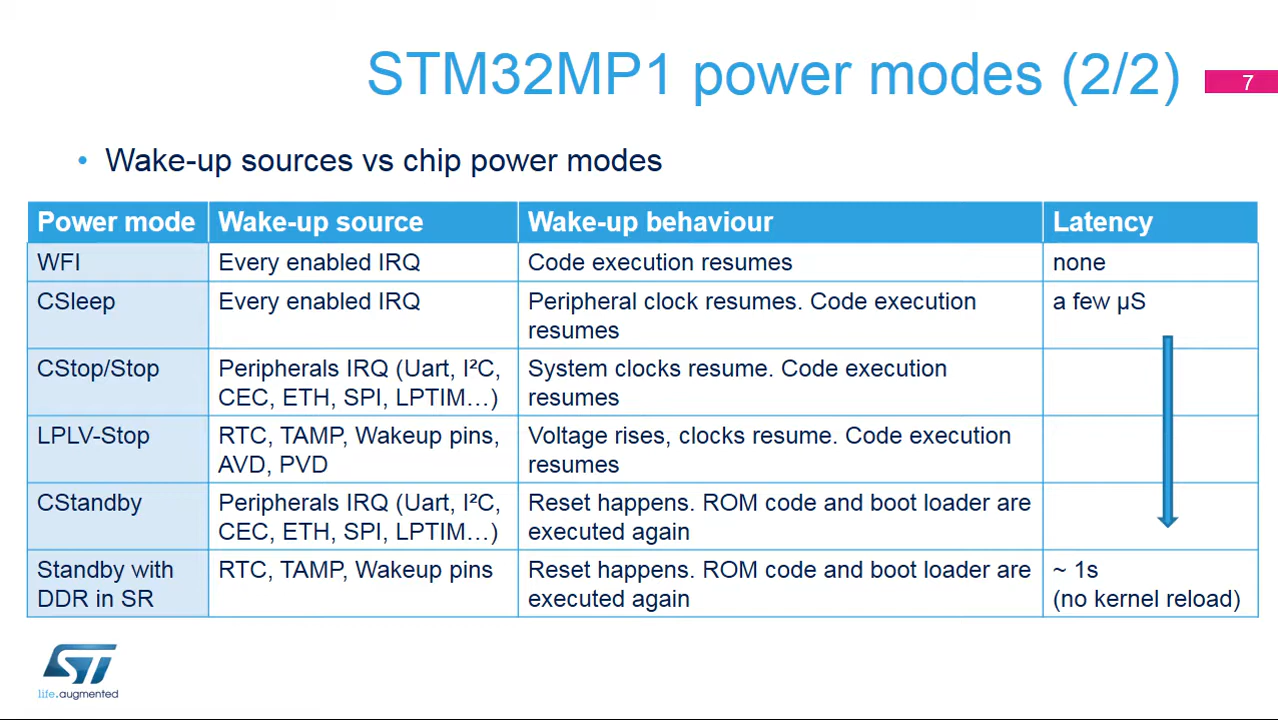 STM32MP1 power modes (2/2)
7
• Wake-up sources vs chip power modes
Power mode Wake-up source Wake-up behaviour Latency
WFI Every enabled IRQ Code execution resumes none
CSleep Every enabled IRQ Peripheral clock resumes. Code execution a few µS
resumes
CStop/Stop Peripherals IRQ (Uart, I²C, System clocks resume. Code execution
CEC, ETH, SPI, LPTIM…) resumes
LPLV-Stop RTC, TAMP, Wakeup pins, Voltage rises, clocks resume. Code execution
AVD, PVD resumes
CStandby Peripherals IRQ (Uart, I²C, Reset happens. ROM code and boot loader are
CEC, ETH, SPI, LPTIM…) executed again
Standby with RTC, TAMP, Wakeup pins Reset happens. ROM code and boot loader are ~ 1s
DDR in SR executed again (no kernel reload)
ST
life.augmented